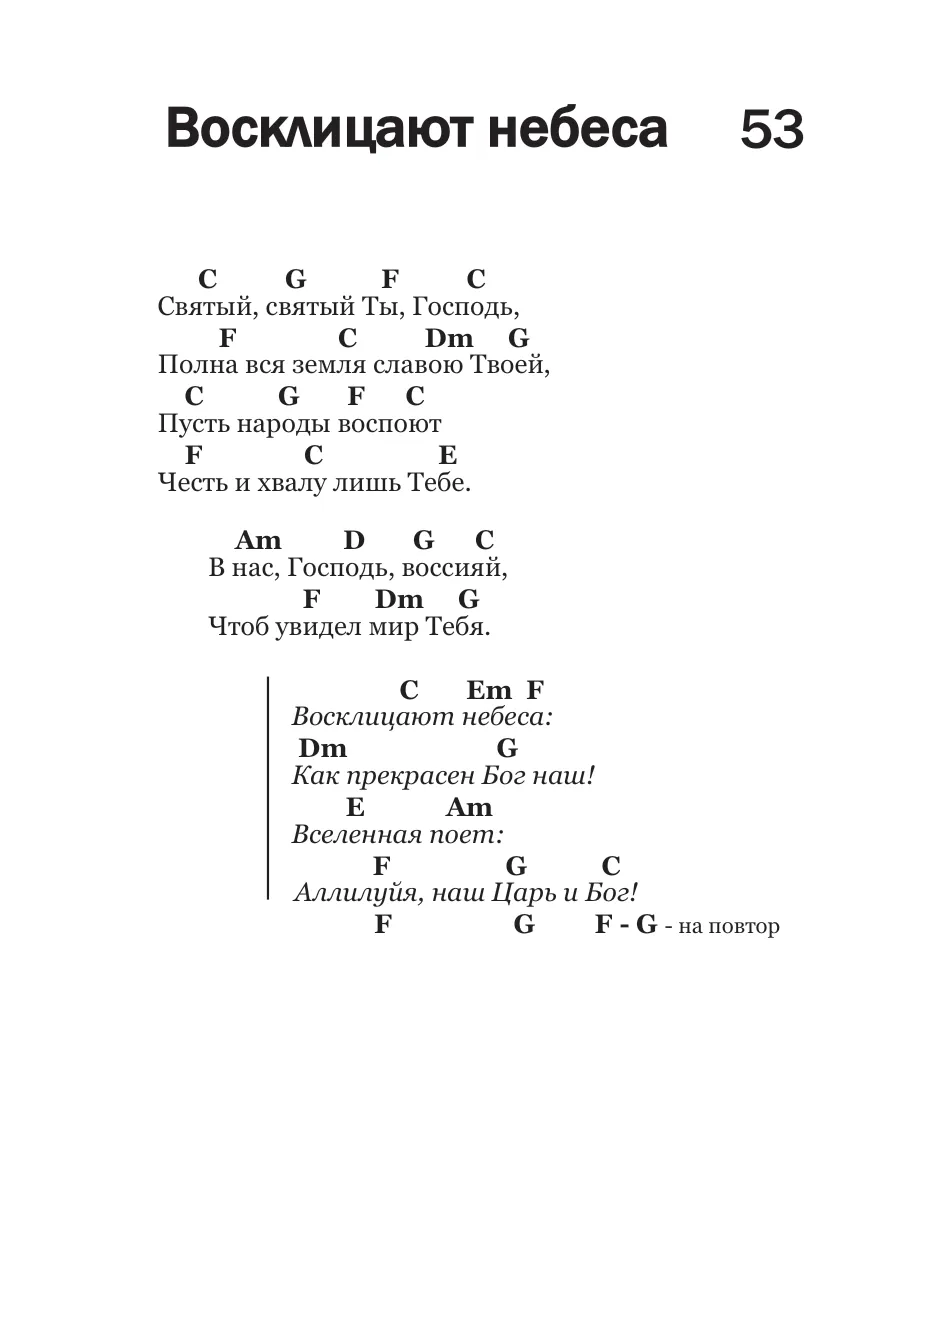 Восклицают небеса 53
C G F C
Святый, святый Ты, Господь,
F C Dm G
Полна вся земля славою Твоей,
C G F C
Пусть народы воспоют
F C E
Честь и хвалу лишь Тебе.
Am D G C
В нас, Господь, воссияй,
F Dm G
Чтоб увидел мир Тебя.
C Em F
Восклицают небеса:
Dm G
Как прекрасен Бог наш!
E Am
Вселенная поет:
F G C
Аллилуйя, наш Царь и Бог!
F G F - G - на повтор